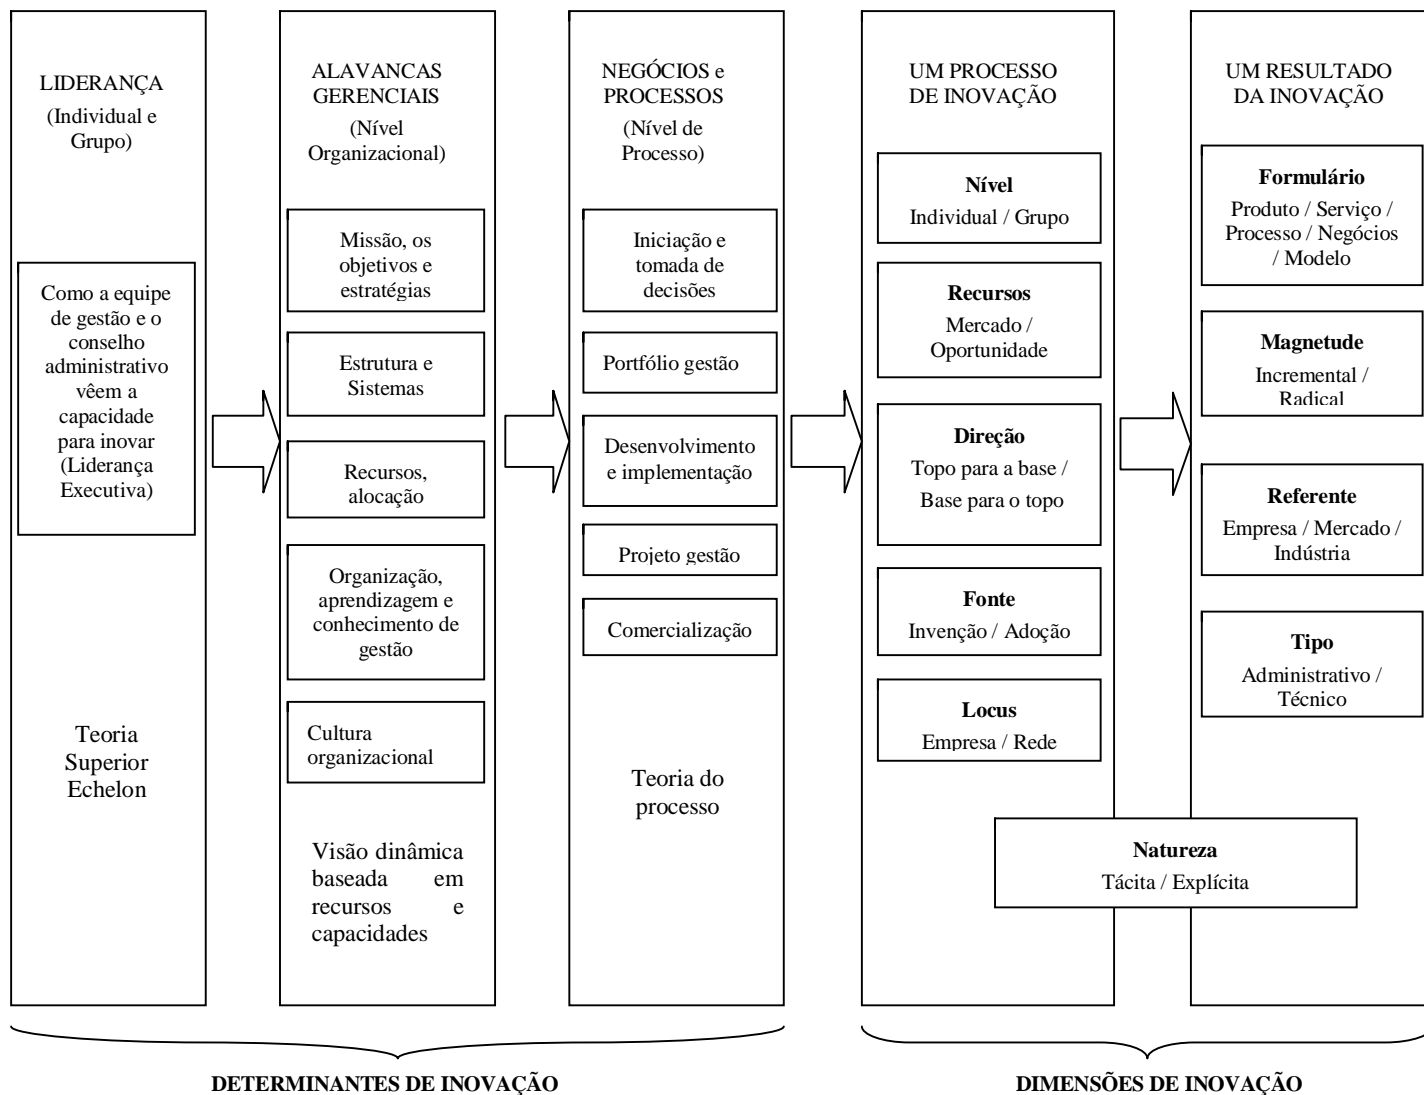 LIDERANÇA
(Individual e
Grupo)
Como a equipe
de gestão e o
conselho
administrativo
vêem a
capacidade
para inovar
(Liderança
Executiva)
Teoria
Superior
Echelon
ALAVANCAS
GERENCIAIS
(Nível
Organizacional)
Missão, os
objetivos e
estratégias
Estrutura e
Sistemas
Recursos,
alocação
Organização,
aprendizagem e
conhecimento de
gestão
Cultura
organizacional
Visão dinâmica
baseada em
recursos e
capacidades
NEGÓCIOS e
PROCESSOS
(Nível de
Processo)
Iniciação e
tomada de
decisões
Portfólio gestão
Desenvolvimento
e implementação
Projeto gestão
Comercialização
Teoria do
processo
UM PROCESSO
DE INOVAÇÃO
Nível
Individual / Grupo
Recursos
Mercado /
Oportunidade
Direção
Topo para a base /
Base para o topo
Fonte
Invenção / Adoção
Locus
Empresa / Rede
UM RESULTADO
DA INOVAÇÃO
Formulário
Produto / Serviço /
Processo / Negócios
/ Modelo
Magnetude
Incremental /
Radical
Referente
Empresa / Mercado /
Indústria
Tipo
Administrativo /
Técnico
Natureza
Tácita / Explícita
DETERMINANTES DE INOVAÇÃO
DIMENSÕES DE INOVAÇÃO